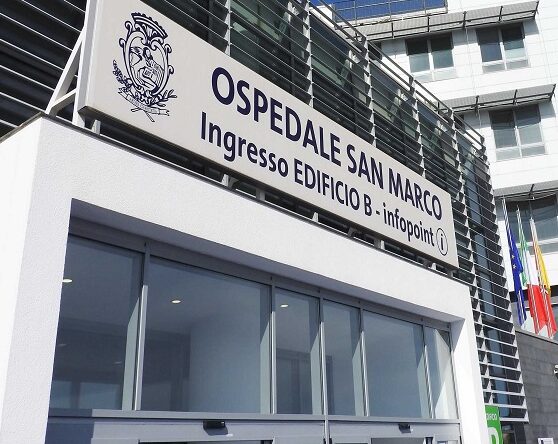 OSPEDALE SAN MARCO
Ingresso EDIFICIO B - infopoint i